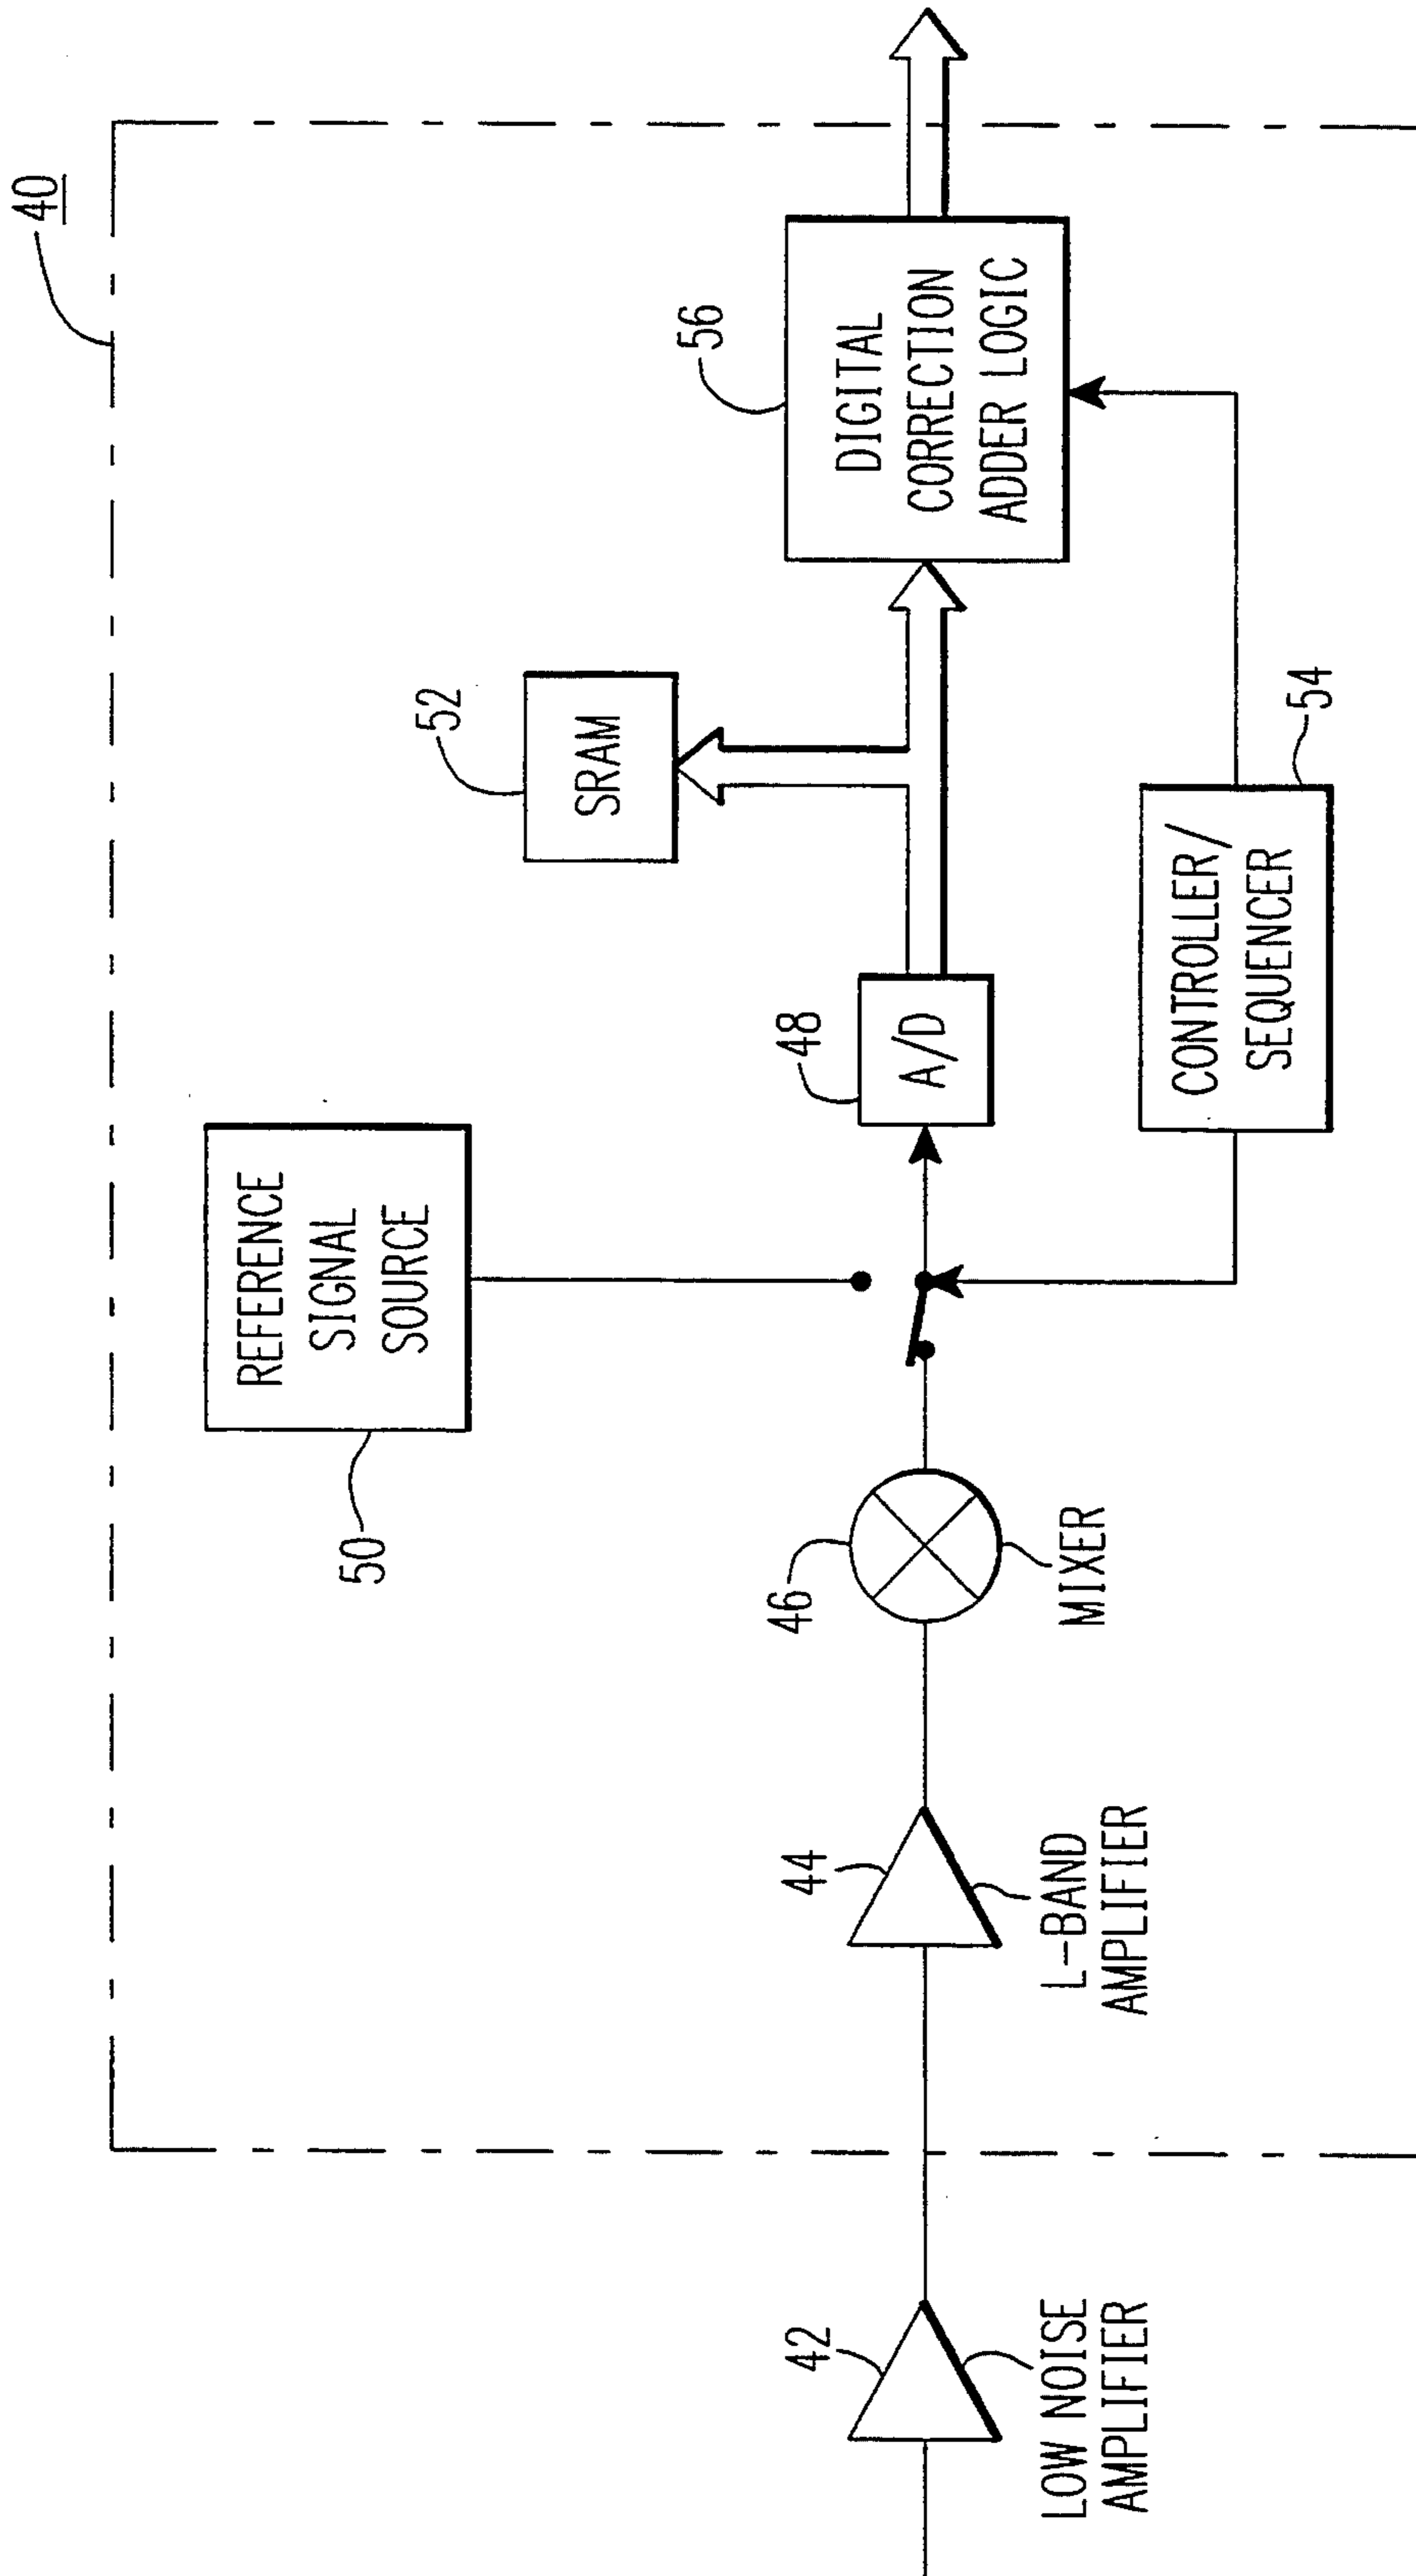 40
REFERENCE
SIGNAL
SOURCE
50
52
SRAM
56
DIGITAL
CORRECTION
ADDER LOGIC
42
LOW NOISE
AMPLIFIER
44
L-BAND
AMPLIFIER
46
MIXER
48
A/D
CONTROLLER/
SEQUENCER
54